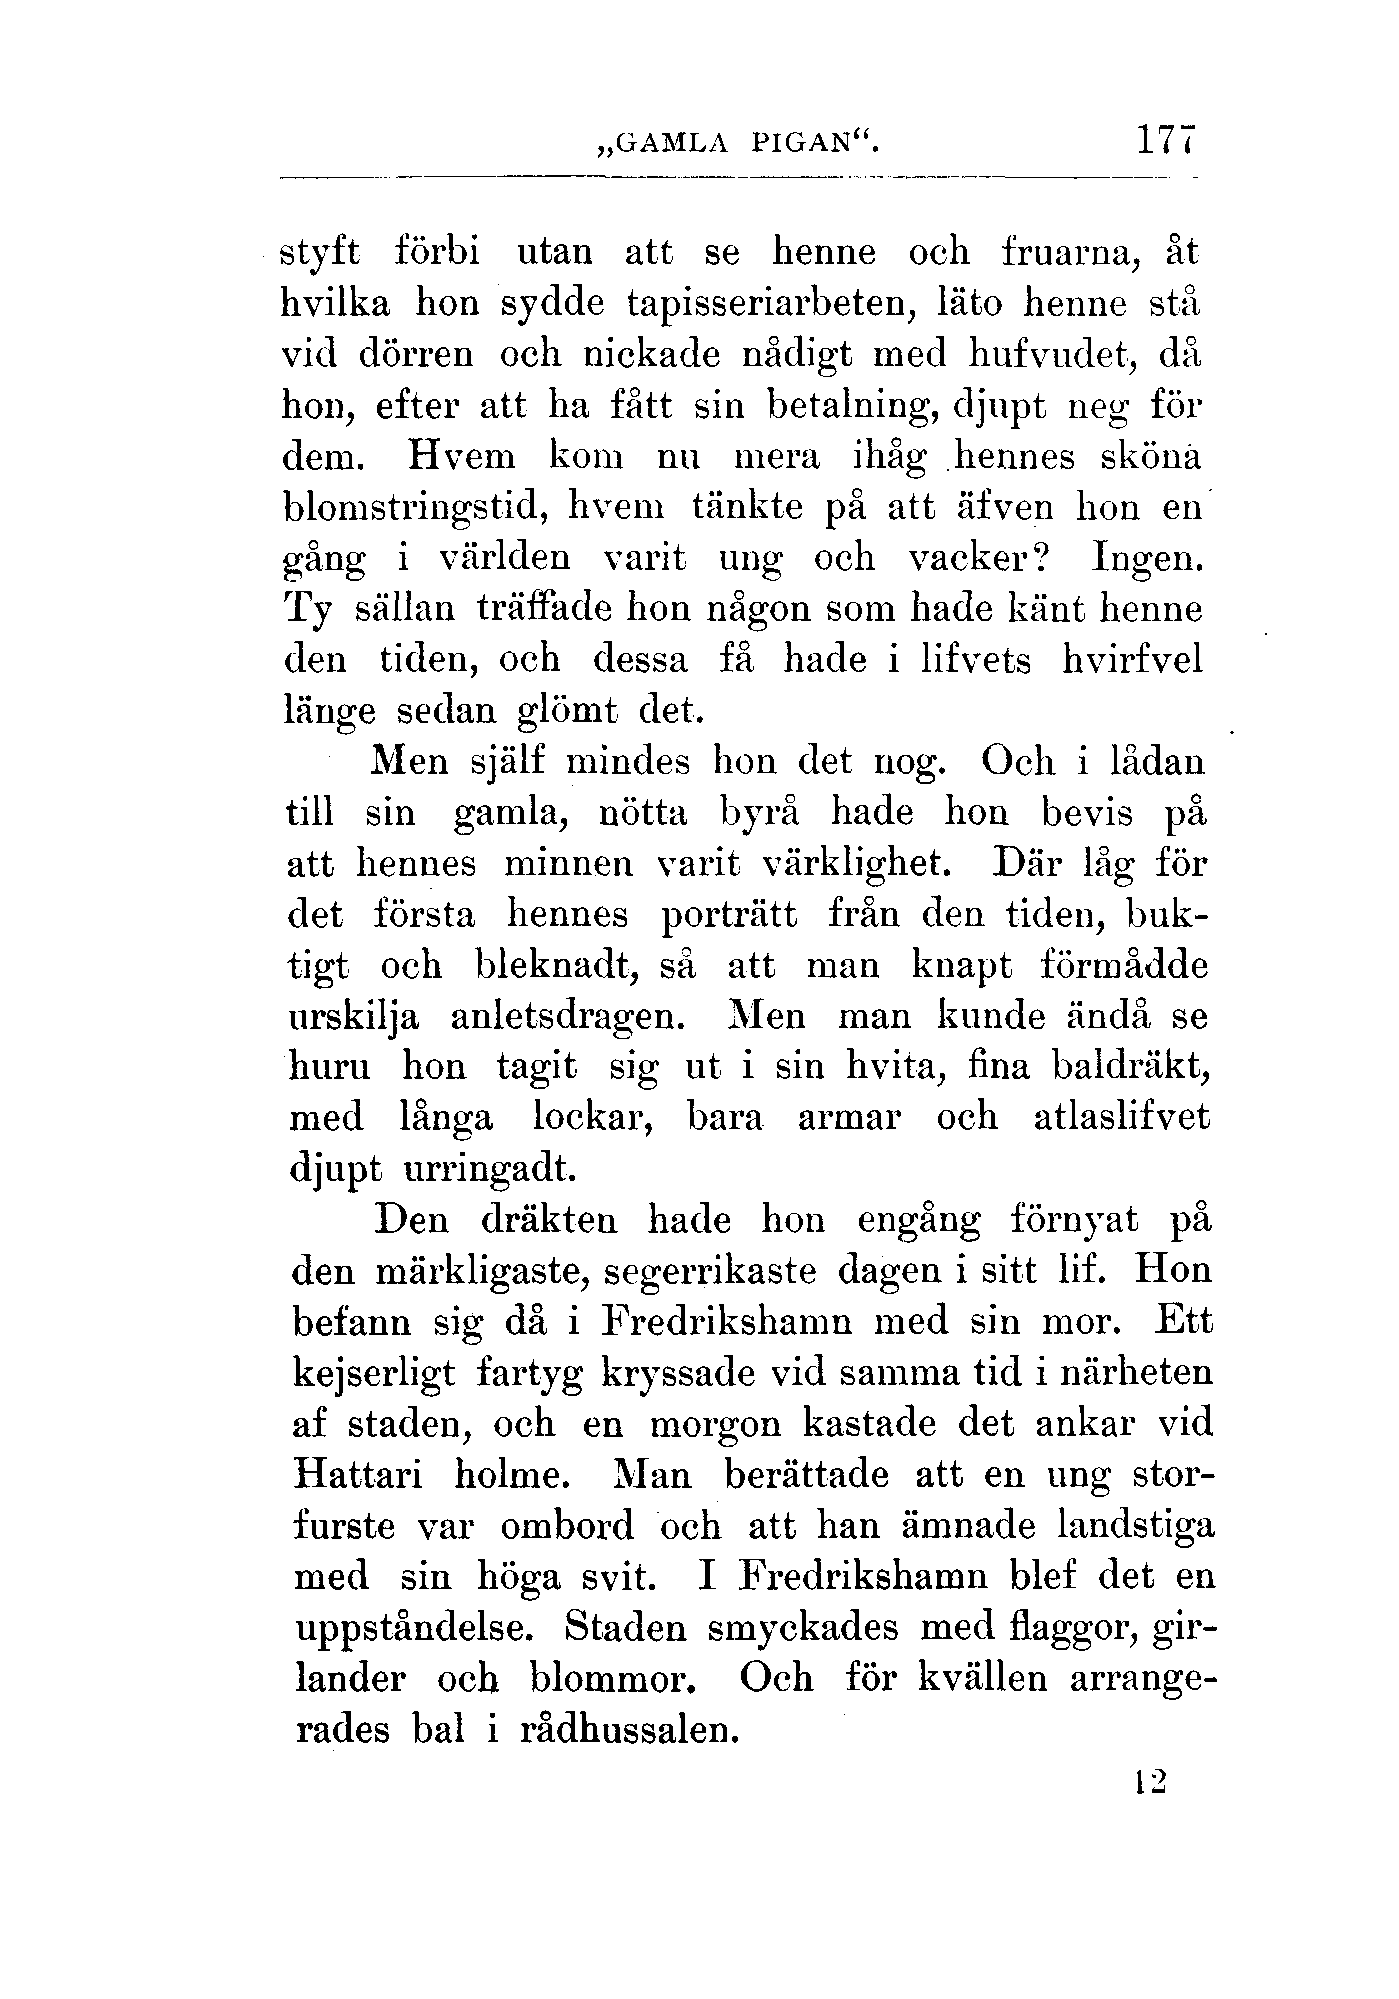 „GAMLA PIGAN“. 177
styft förbi utan att se henne och fruarna, åt
hvilka hon sydde tapisseriarbeten, läto henne stå
vid dörren och nickade nådigt med hufvudet, då
hon, efter att ha fått sin betalning, djupt neg för
dem. Hvem kom nu mera ihåg hennes sköna
blomstringstid, hvem tänkte på att äfven hon en
gång i världen varit ung och vacker? Ingen.
Ty sällan träffade hon någon som hade känt henne
den tiden, och dessa få hade i lifvets hvirfvel
länge sedan glömt det.
Men själf mindes hon det nog. Och i lådan
till sin gamla, nötta byrå hade hon bevis på
att hennes minnen varit värklighet. Där låg för
det första hennes porträtt från den tiden, buk-
tigt och bleknadt, så att man knapt förmådde
urskilja anletsdragen. Men man kunde ändå se
huru hon tagit sig ut i sin hvita, fina baldräkt,
med långa lockar, bara armar och atlaslifvet
djupt urringadt.
Den dräkten hade hon engång förnyat på
den märkligaste, segerrikaste dagen i sitt lif. Hon
befann sig då i Fredrikshamn med sin mor. Ett
kejserligt fartyg kryssade vid samma tid i närheten
af staden, och en morgon kastade det ankar vid
Hattari holme. Man berättade att en ung stor-
furste var ombord och att han ämnade landstiga
med sin höga svit. I Fredrikshamn blef det en
uppståndelse. Staden smyckades med flaggor, gir-
lander och blommor. Och för kvällen arrange-
rades bal i rådhussalen.
12